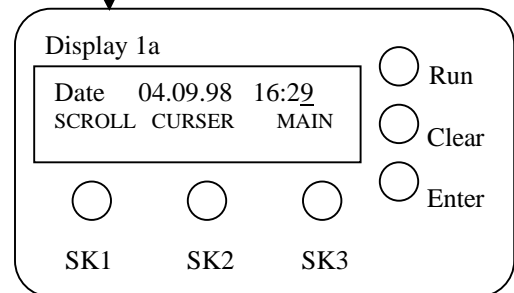 Display 1a
Date 04.09.98 16:29
SCROLL CURSER MAIN
Run
Clear
Enter
SK1 SK2 SK3